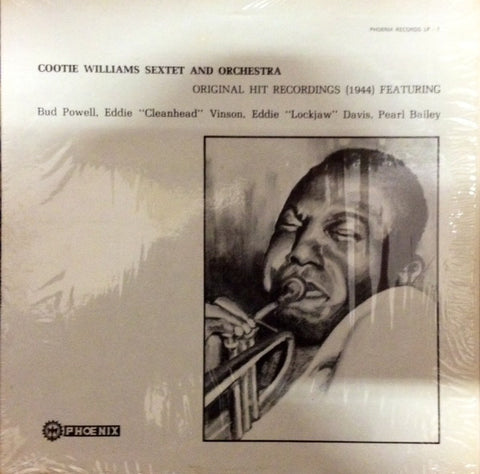 PHOENIX RECORDS LP - 1
COOTIE WILLIAMS SEXTET AND ORCHESTRA
ORIGINAL HIT RECORDINGS (1944) FEATURING
Bud Powell, Eddie "Cleanhead" Vinson, Eddie "Lockjaw" Davis, Pearl Bailey
PHOENIX